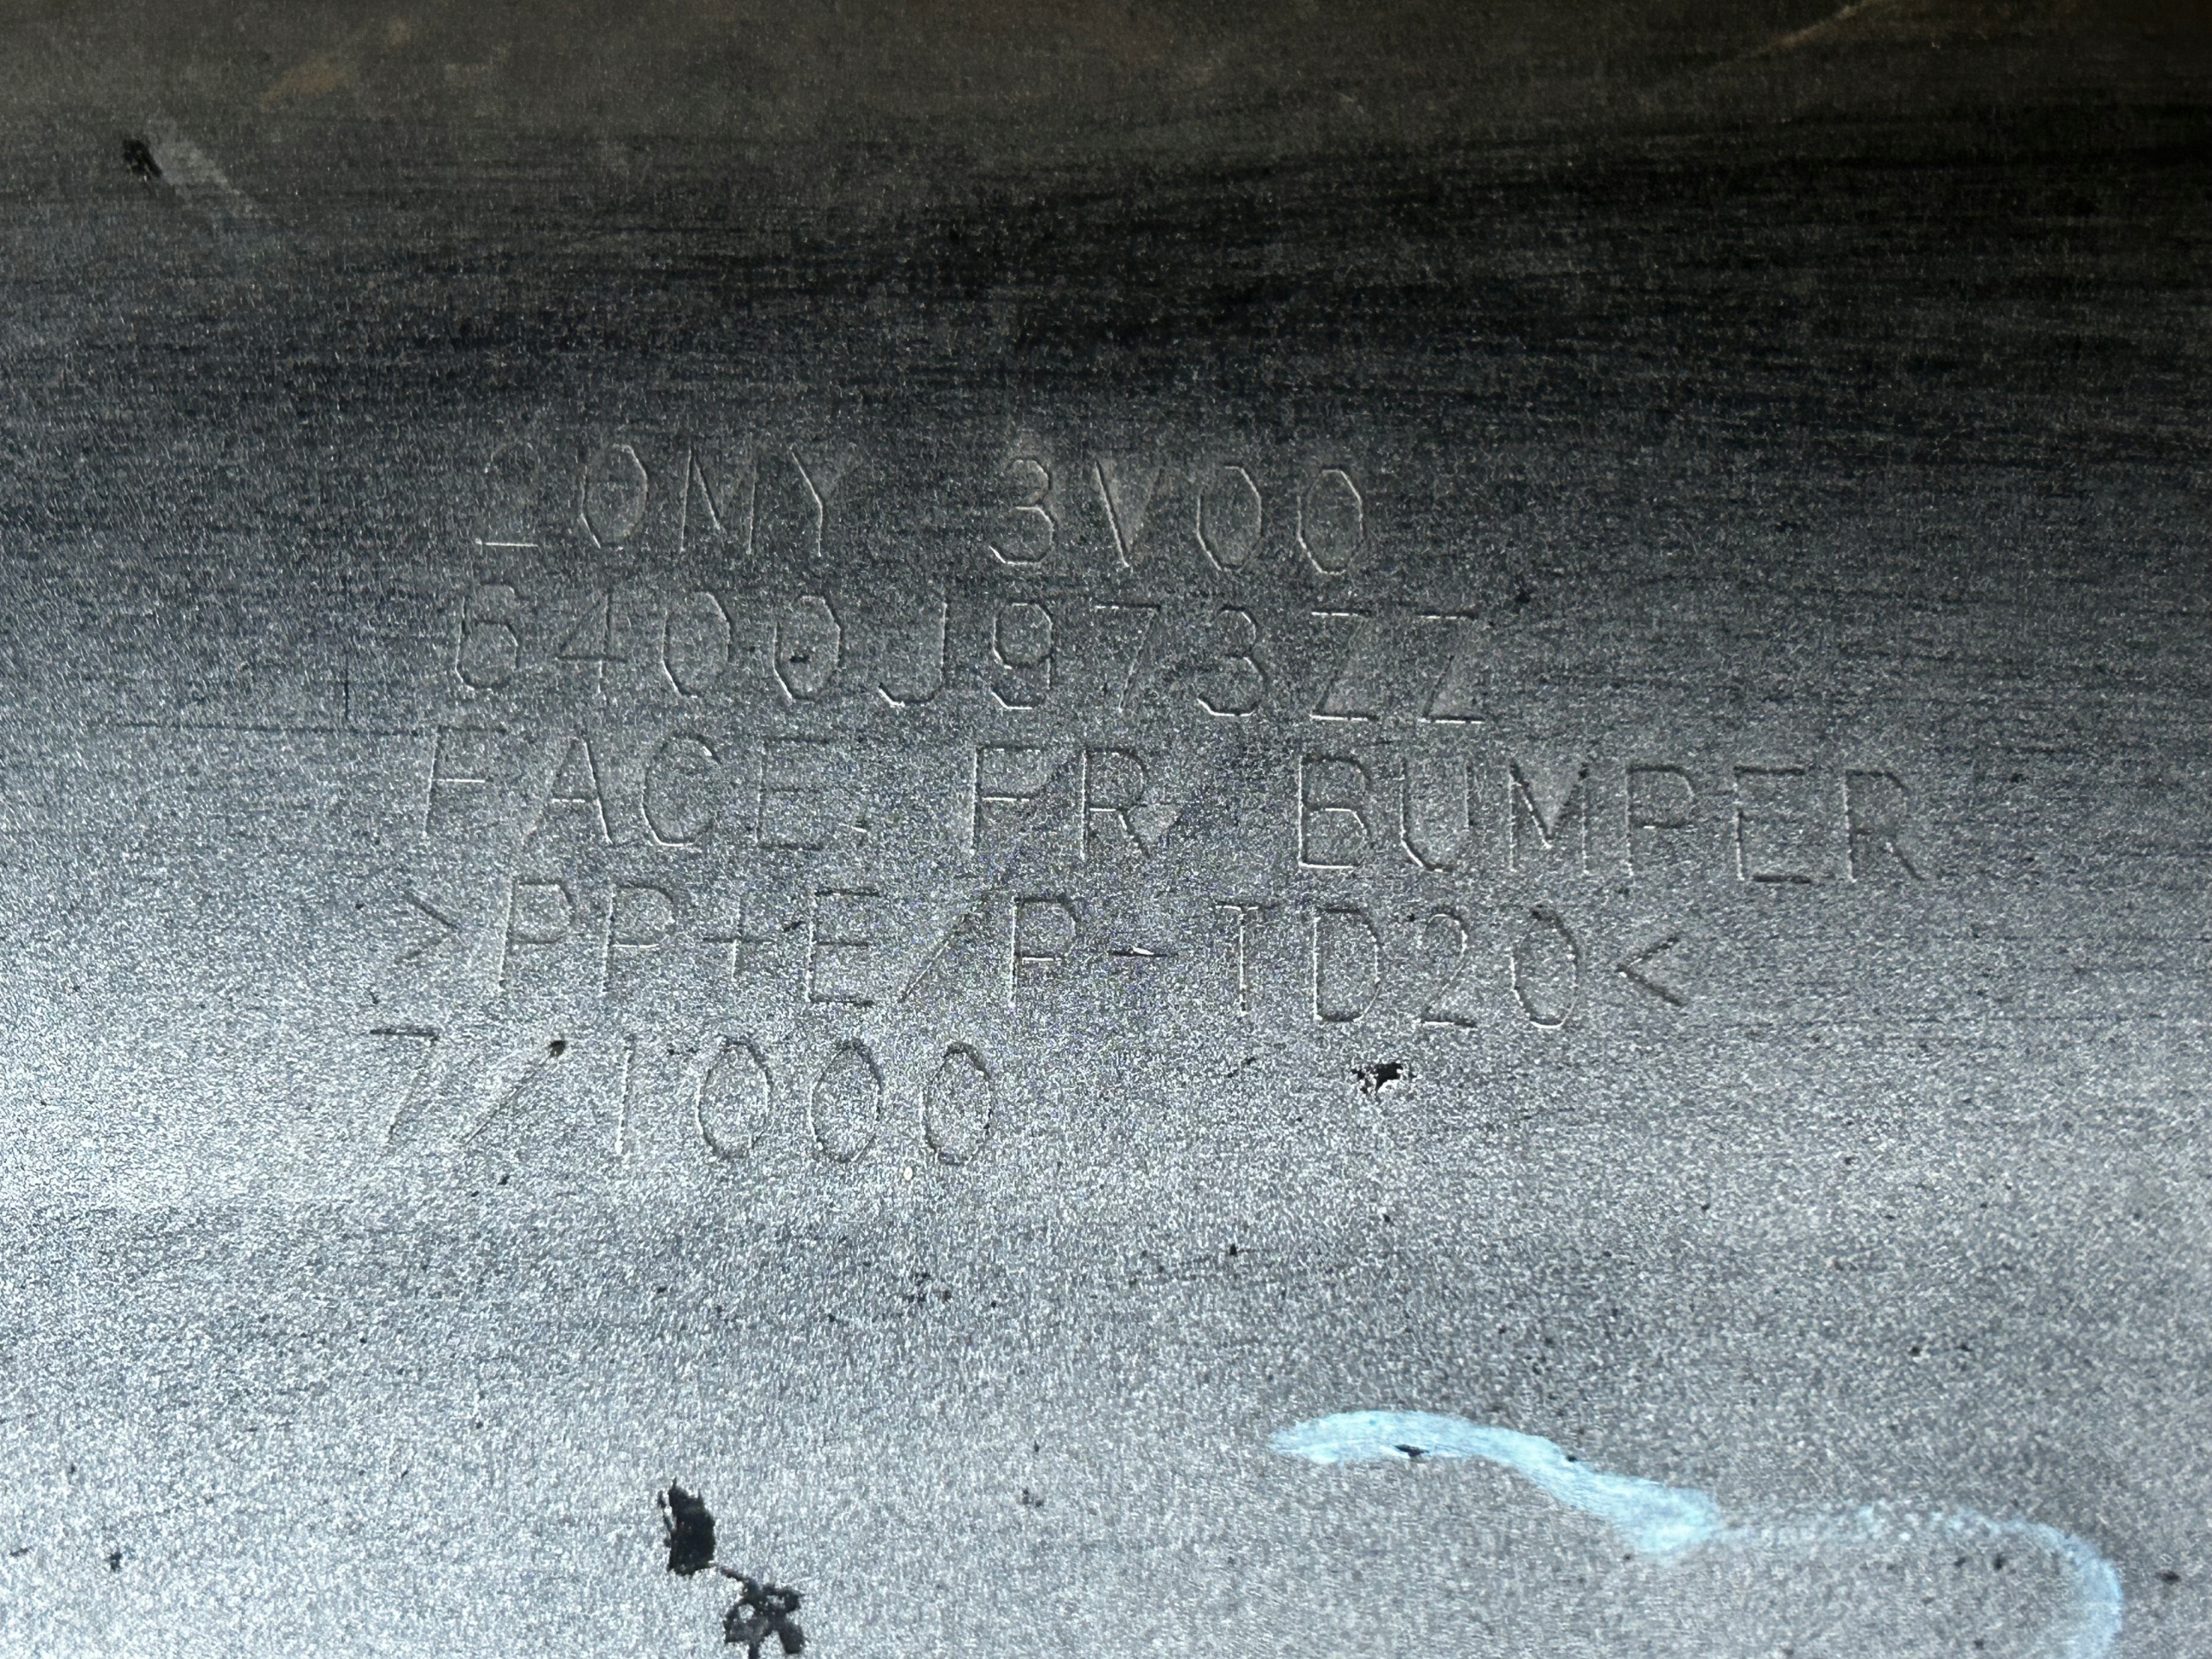 20MY 3V00
6400J973ZZ
FACE, FR BUMPER
>PP+E/P-TD20<
7/1000